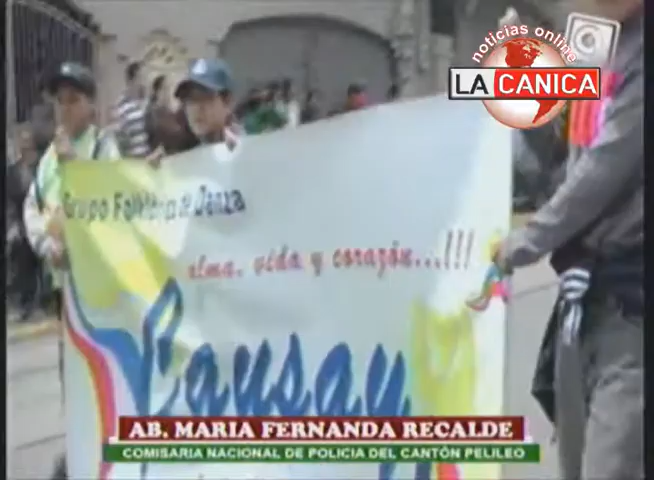 noticias online
LA CANICA
Grupo Folklórico de Danza
alma, vida y corazón...!!!
Causay
AB. MARIA FERNANDA RECALDE
COMISARIA NACIONAL DE POLICIA DEL CANTÓN PELILEO